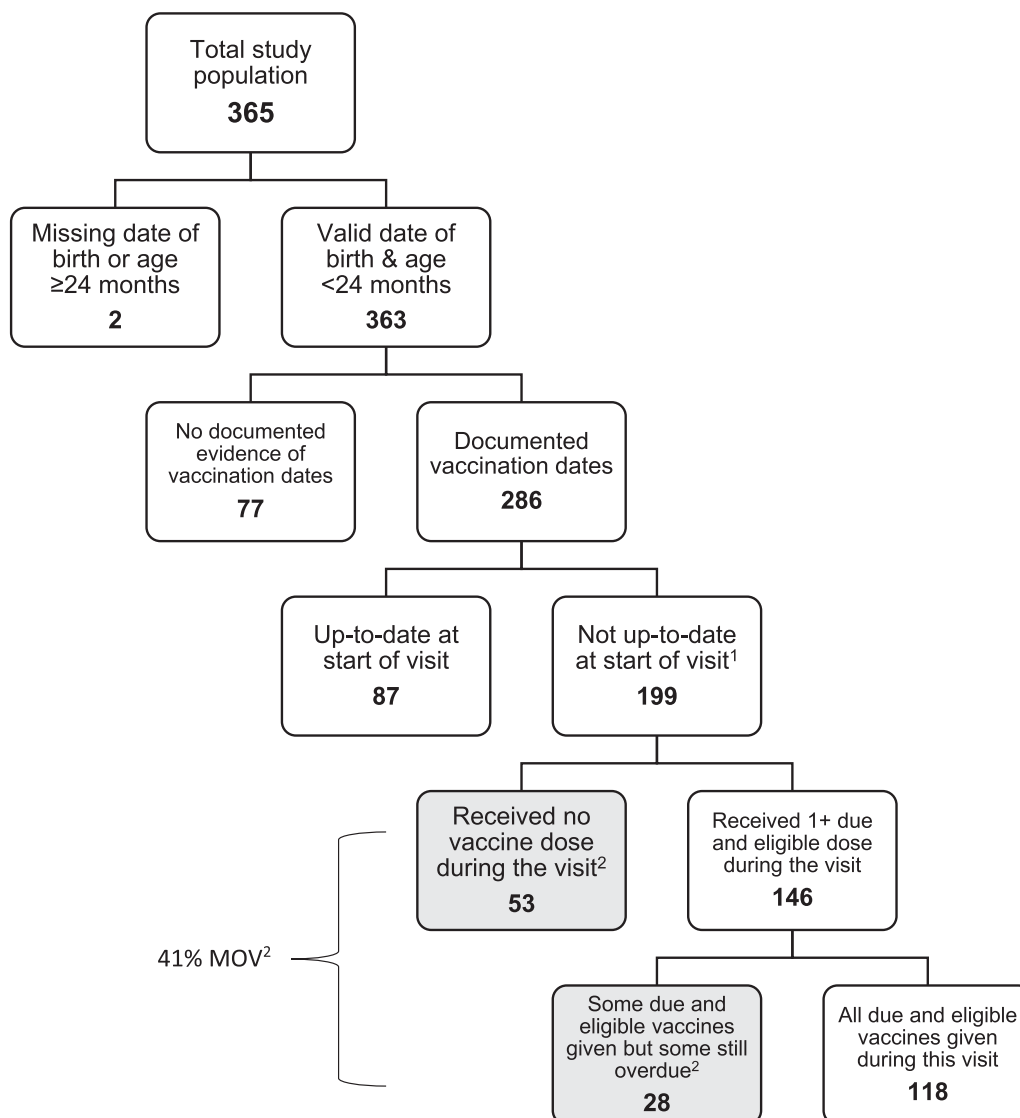 Total study
population
365
Missing date of
birth or age
≥24 months
2
Valid date of
birth & age
<24 months
363
No documented
evidence of
vaccination dates
77
Documented
vaccination dates
286
Up-to-date at
start of visit
87
Not up-to-date
at start of visit¹
199
Received no
vaccine dose
during the visit²
53
Received 1+ due
and eligible dose
during the visit
146
41% MOV²
Some due and
eligible vaccines
given but some still
overdue²
28
All due and eligible
vaccines given
during this visit
118